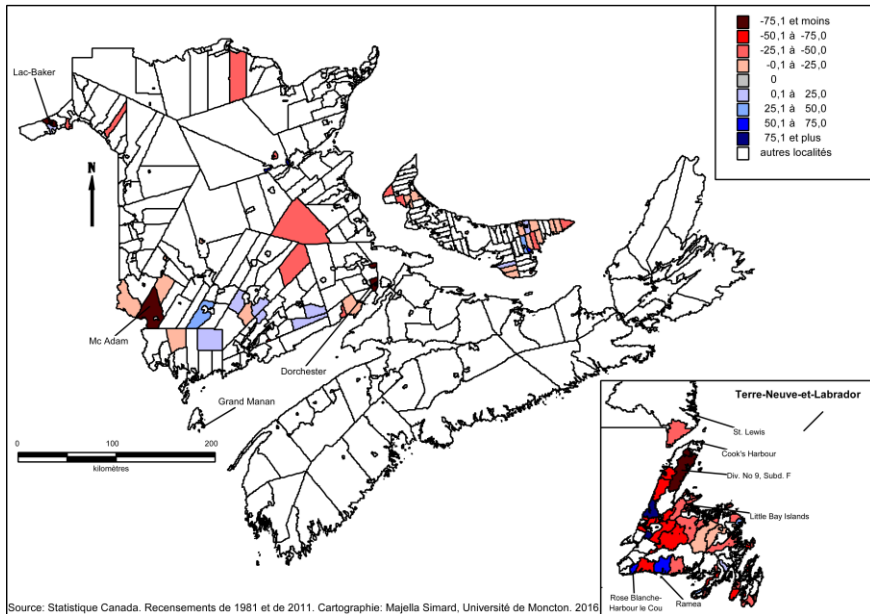 -75,1 et moins
-50,1 à -75,0
-25,1 à -50,0
-0,1 à -25,0
0
0,1 à 25,0
25,1 à 50,0
50,1 à 75,0
75,1 et plus
autres localités
Lac-Baker
N
Mc Adam
Dorchester
Grand Manan
0 100 200
kilomètres
Terre-Neuve-et-Labrador
St. Lewis
Cook's Harbour
Div. No 9, Subd. F
Little Bay Islands
Rose Blanche-
Harbour le Cou
Ramea
Source: Statistique Canada. Recensements de 1981 et de 2011. Cartographie: Majella Simard, Université de Moncton. 2016